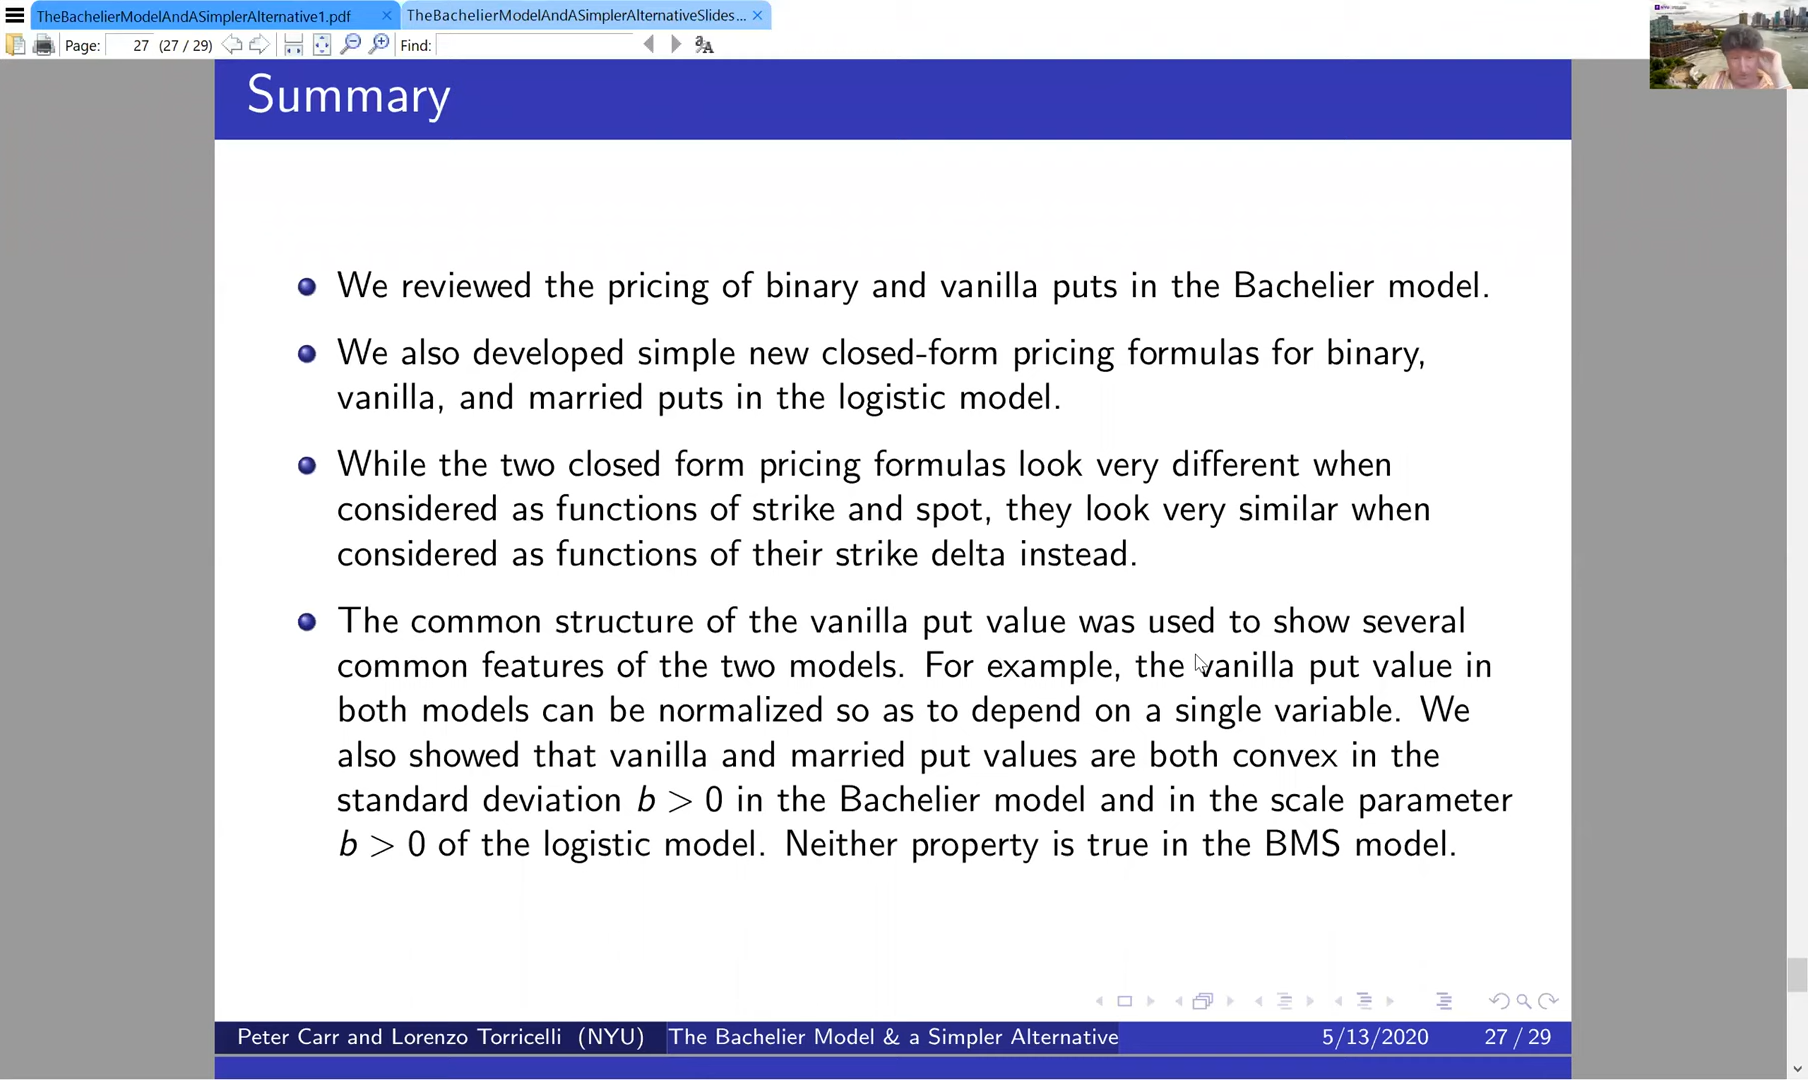 TheBachelierModelAndASimplerAlternative1.pdf
TheBachelierModelAndASimplerAlternativeSlides...
Page: 27 (27 / 29) Find:
Summary
We reviewed the pricing of binary and vanilla puts in the Bachelier model.
We also developed simple new closed-form pricing formulas for binary,
vanilla, and married puts in the logistic model.
While the two closed form pricing formulas look very different when
considered as functions of strike and spot, they look very similar when
considered as functions of their strike delta instead.
The common structure of the vanilla put value was used to show several
common features of the two models. For example, the vanilla put value in
both models can be normalized so as to depend on a single variable. We
also showed that vanilla and married put values are both convex in the
standard deviation b > 0 in the Bachelier model and in the scale parameter
b > 0 of the logistic model. Neither property is true in the BMS model.
Peter Carr and Lorenzo Torricelli (NYU) The Bachelier Model & a Simpler Alternative 5/13/2020 27 / 29